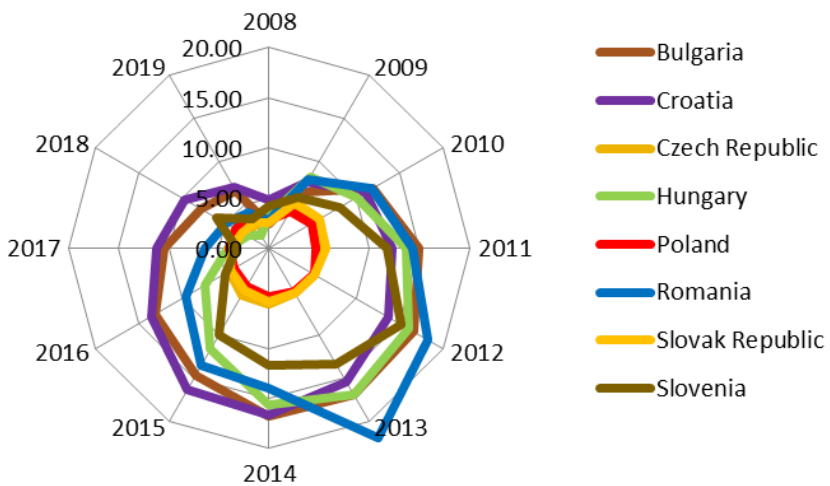 2008
20.00
2019
2009
15.00
2018
10.00
2010
5.00
2017
0.00
2011
2016
2012
2015
2013
2014
Bulgaria
Croatia
Czech Republic
Hungary
Poland
Romania
Slovak Republic
Slovenia